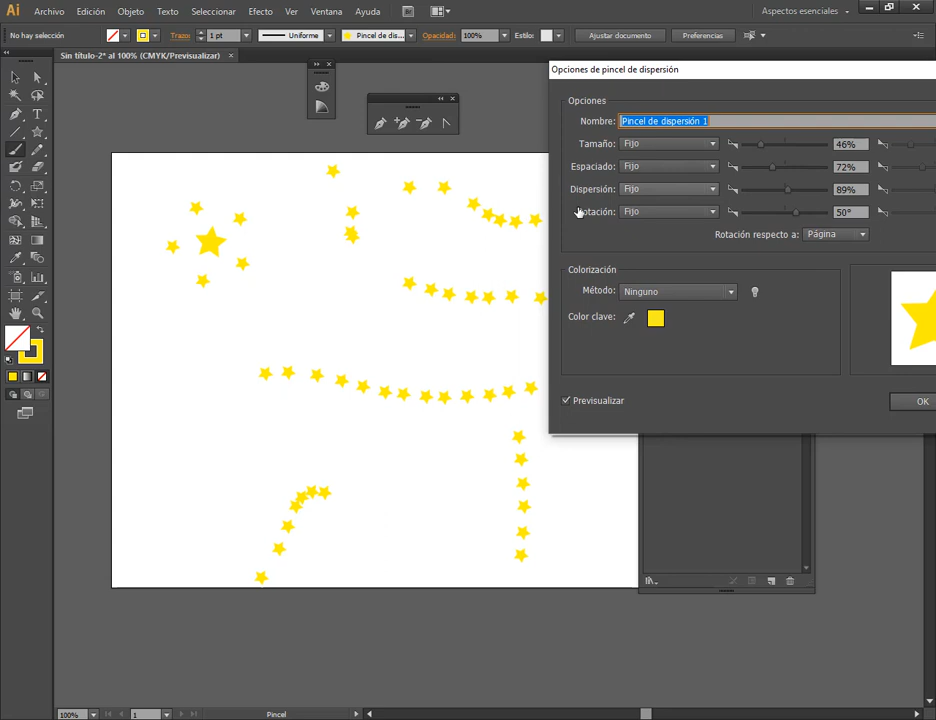 Ai Archivo Edición Objeto Texto Seleccionar Efecto Ver Ventana Ayuda Br Aspectos esenciales
No hay selección Trazo: 1 pt Uniforme Pincel de dis... Opacidad: 100% Estilo: Ajustar documento Preferencias
Sin título-2* al 100% (CMYK/Previsualizar)
Opciones de pincel de dispersión
Opciones
Nombre: Pincel de dispersión 1
Tamaño: Fijo 46%
Espaciado: Fijo 72%
Dispersión: Fijo 89%
Rotación: Fijo 50°
Rotación respecto a: Página
Colorización
Método: Ninguno
Color clave:
Previsualizar OK
100% 1 Pincel